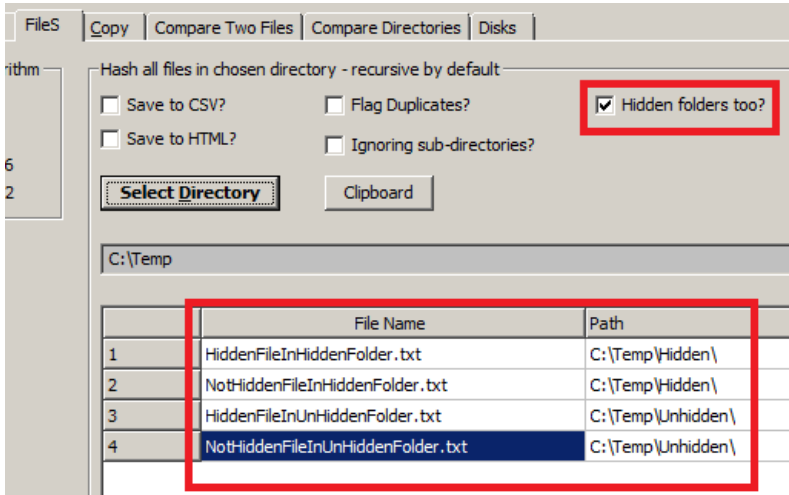 FileS Copy Compare Two Files Compare Directories Disks
rithm Hash all files in chosen directory - recursive by default
Save to CSV? Flag Duplicates? Hidden folders too?
Save to HTML? Ignoring sub-directories?
6
2 Select Directory Clipboard
C:\Temp
File Name Path
1 HiddenFileInHiddenFolder.txt C:\Temp\Hidden\
2 NotHiddenFileInHiddenFolder.txt C:\Temp\Hidden\
3 HiddenFileInUnHiddenFolder.txt C:\Temp\Unhidden\
4 NotHiddenFileInUnHiddenFolder.txt C:\Temp\Unhidden\